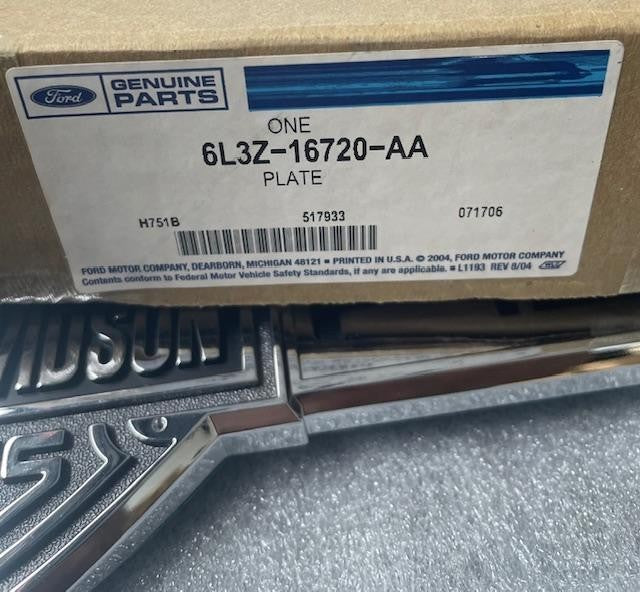 Ford
GENUINE
PARTS
ONE
6L3Z-16720-AA
PLATE
H751B 517933 071706
FORD MOTOR COMPANY, DEARBORN, MICHIGAN 48121 ▪ PRINTED IN U.S.A. © 2004, FORD MOTOR COMPANY
Contents conform to Federal Motor Vehicle Safety Standards, if any are applicable. ▪ L1193 REV 8/04
VIDSON